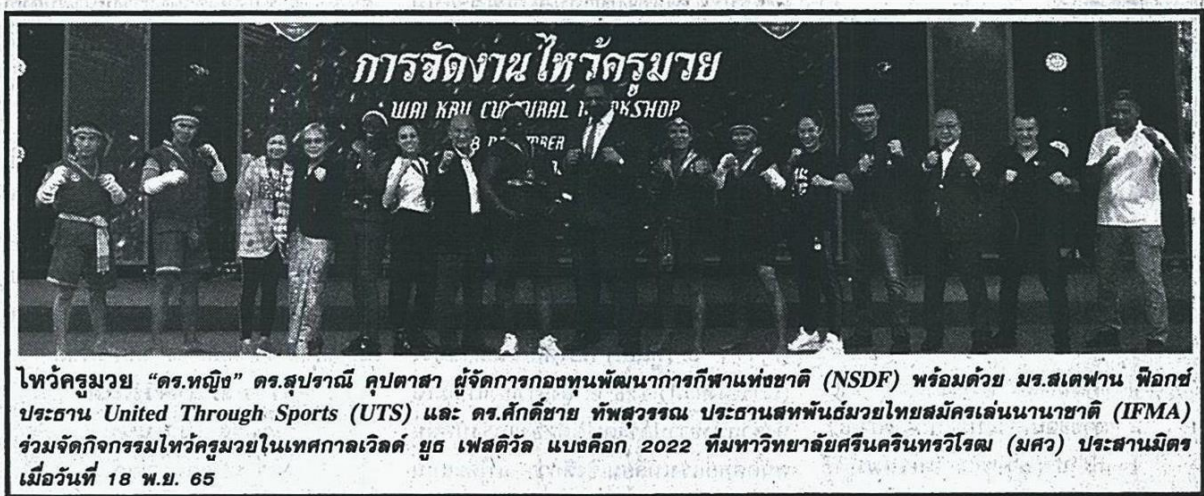 การจัดงานไหว้ครูมวย
WAI KRU CULTURAL WORKSHOP
ไหว้ครูมวย "ดร.หญิง" ดร.สุปราณี คุปตาสา ผู้จัดการกองทุนพัฒนาการกีฬาแห่งชาติ (NSDF) พร้อมด้วย มร.สเตฟาน ฟ็อกซ์
ประธาน United Through Sports (UTS) และ ดร.ศักดิ์ชาย ทัพสุวรรณ ประธานสหพันธ์มวยไทยสมัครเล่นนานาชาติ (IFMA)
ร่วมจัดกิจกรรมไหว้ครูมวยในเทศกาลเวิลด์ ยูธ เฟสติวัล แบงค็อก 2022 ที่มหาวิทยาลัยศรีนครินทรวิโรฒ (มศว) ประสานมิตร
เมื่อวันที่ 18 พ.ย. 65